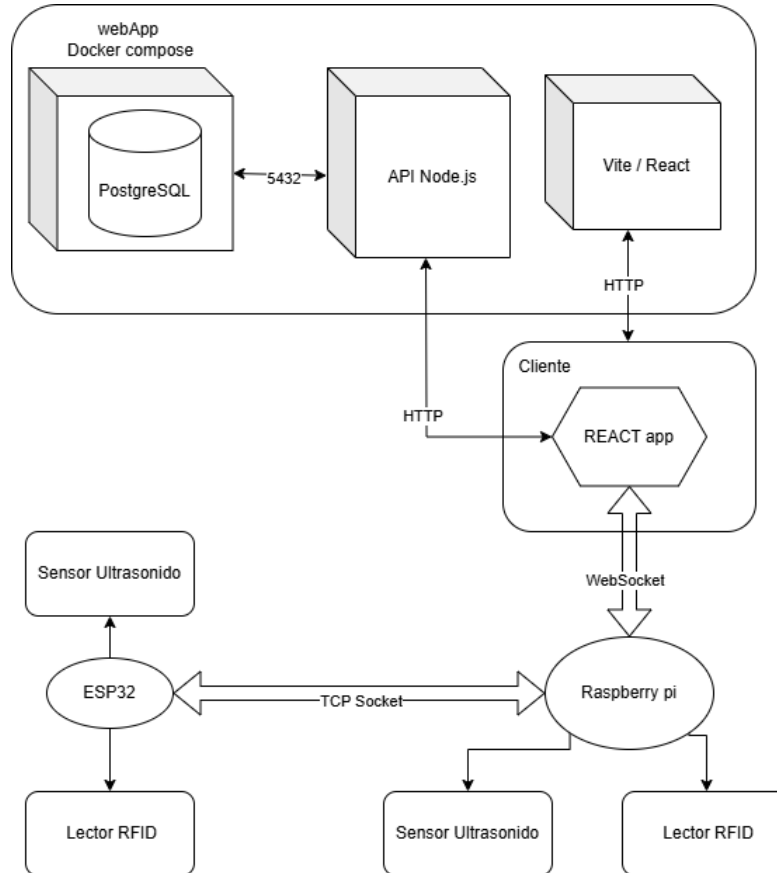 webApp
Docker compose
PostgreSQL
5432
API Node.js
Vite / React
HTTP
Cliente
HTTP
REACT app
Sensor Ultrasonido
WebSocket
ESP32
TCP Socket
Raspberry pi
Lector RFID
Sensor Ultrasonido
Lector RFID